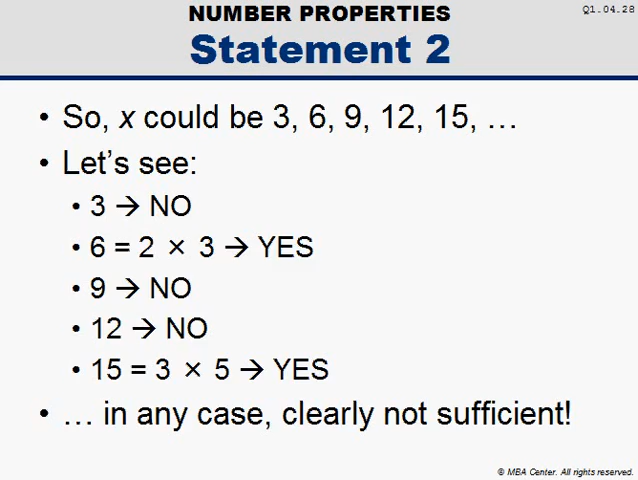 NUMBER PROPERTIES
Q1.04.28
Statement 2
• So, x could be 3, 6, 9, 12, 15, …
• Let's see:
• 3 → NO
• 6 = 2 × 3 → YES
• 9 → NO
• 12 → NO
• 15 = 3 × 5 → YES
• … in any case, clearly not sufficient!
© MBA Center. All rights reserved.